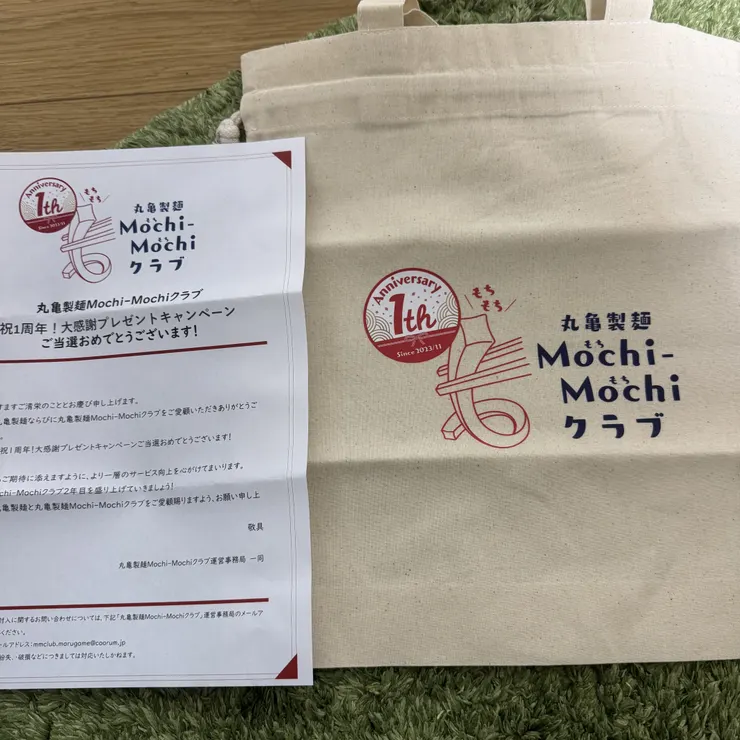 Anniversary
1th
Since 2023/11
もちもち
丸亀製麺
もち
Mochi-
もち
Mochi
クラブ
丸亀製麺Mochi-Mochiクラブ
祝1周年!大感謝プレゼントキャンペーン
ご当選おめでとうございます!
ますますご清栄のこととお慶び申し上げます。
丸亀製麺ならびに丸亀製麺Mochi-Mochiクラブをご愛顧いただきありがとうご
。
祝1周年!大感謝プレゼントキャンペーンご当選おめでとうございます!
ご期待に添えますように、より一層のサービス向上を心がけてまいります。
ochi-Mochiクラブ2年目を盛り上げていきましょう!
亀製麺と丸亀製麺Mochi-Mochiクラブをご愛顧賜りますよう、お願い申し上
敬具
丸亀製麺Mochi-Mochiクラブ運営事務局 一同
付に関するお問い合わせについては、下記「丸亀製麺Mochi-Mochiクラブ」運営事務局のメールア
ください。
ールアドレス:mmclub.marugame@coorum.jp
紛失、破損などにつきましては対応いたしかねます。
Anniversary
1th
Since 2023/11
もちもち
丸亀製麺
もち
Mochi-
もち
Mochi
クラブ